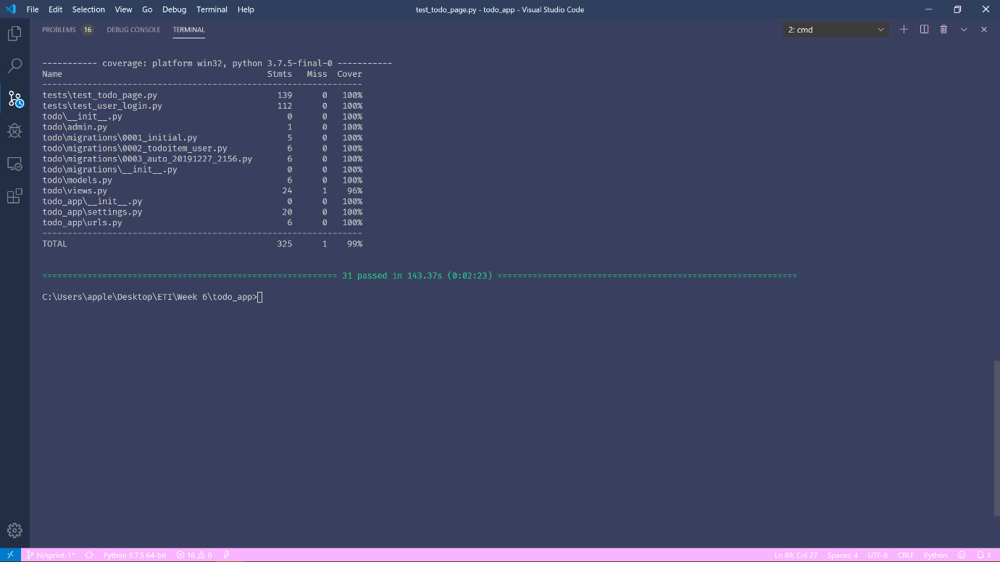 File Edit Selection View Go Debug Terminal Help test_todo_page.py - todo_app - Visual Studio Code
PROBLEMS 16 DEBUG CONSOLE TERMINAL 2: cmd
----------- coverage: platform win32, python 3.7.5-final-0 -----------
Name Stmts Miss Cover
----------------------------------------------------------------
tests\test_todo_page.py 139 0 100%
tests\test_user_login.py 112 0 100%
todo\__init__.py 0 0 100%
todo\admin.py 1 0 100%
todo\migrations\0001_initial.py 5 0 100%
todo\migrations\0002_todoitem_user.py 6 0 100%
todo\migrations\0003_auto_20191227_2156.py 6 0 100%
todo\migrations\__init__.py 0 0 100%
todo\models.py 6 0 100%
todo\views.py 24 1 96%
todo_app\__init__.py 0 0 100%
todo_app\settings.py 20 0 100%
todo_app\urls.py 6 0 100%
----------------------------------------------------------------
TOTAL 325 1 99%
=========================================================== 31 passed in 143.37s (0:02:23) ============================================================
C:\Users\apple\Desktop\ETI\Week 6\todo_app>
hl/sprint-1* Python 3.7.5 64-bit 16 0 Ln 89, Col 27 Spaces: 4 UTF-8 CRLF Python 1